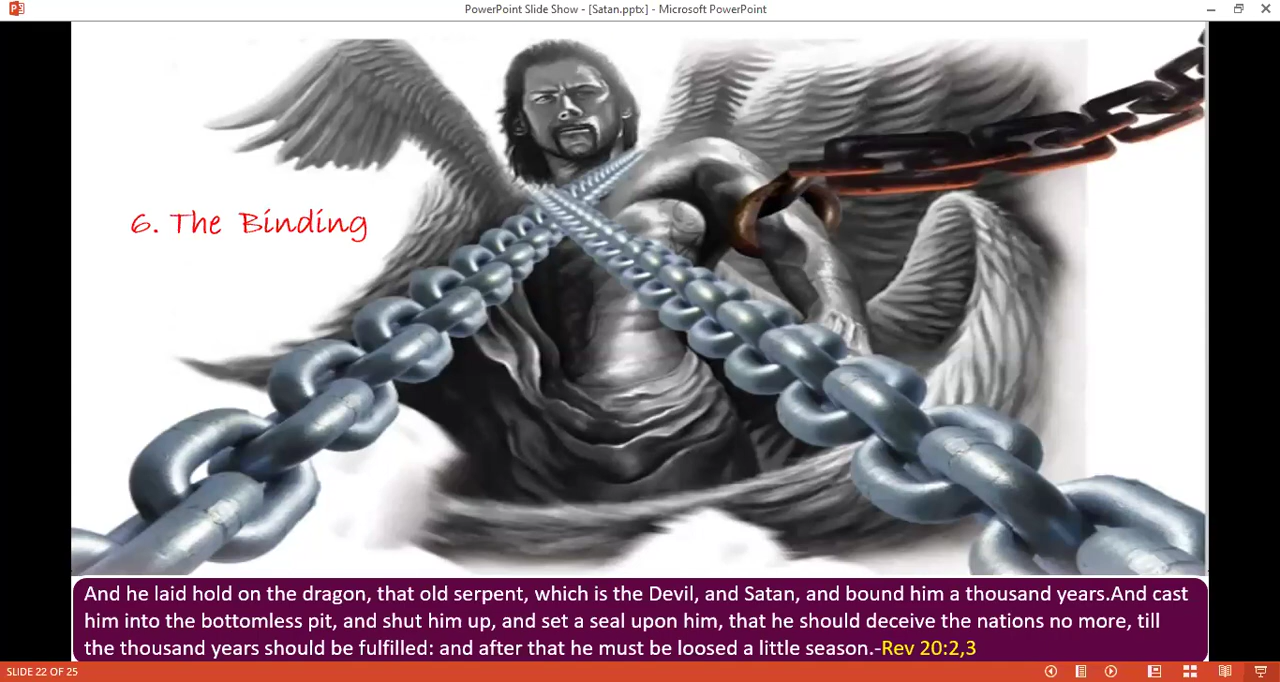 PowerPoint Slide Show - [Satan.pptx] - Microsoft PowerPoint
6. The Binding
And he laid hold on the dragon, that old serpent, which is the Devil, and Satan, and bound him a thousand years.And cast
him into the bottomless pit, and shut him up, and set a seal upon him, that he should deceive the nations no more, till
the thousand years should be fulfilled: and after that he must be loosed a little season.-Rev 20:2,3
SLIDE 22 OF 25